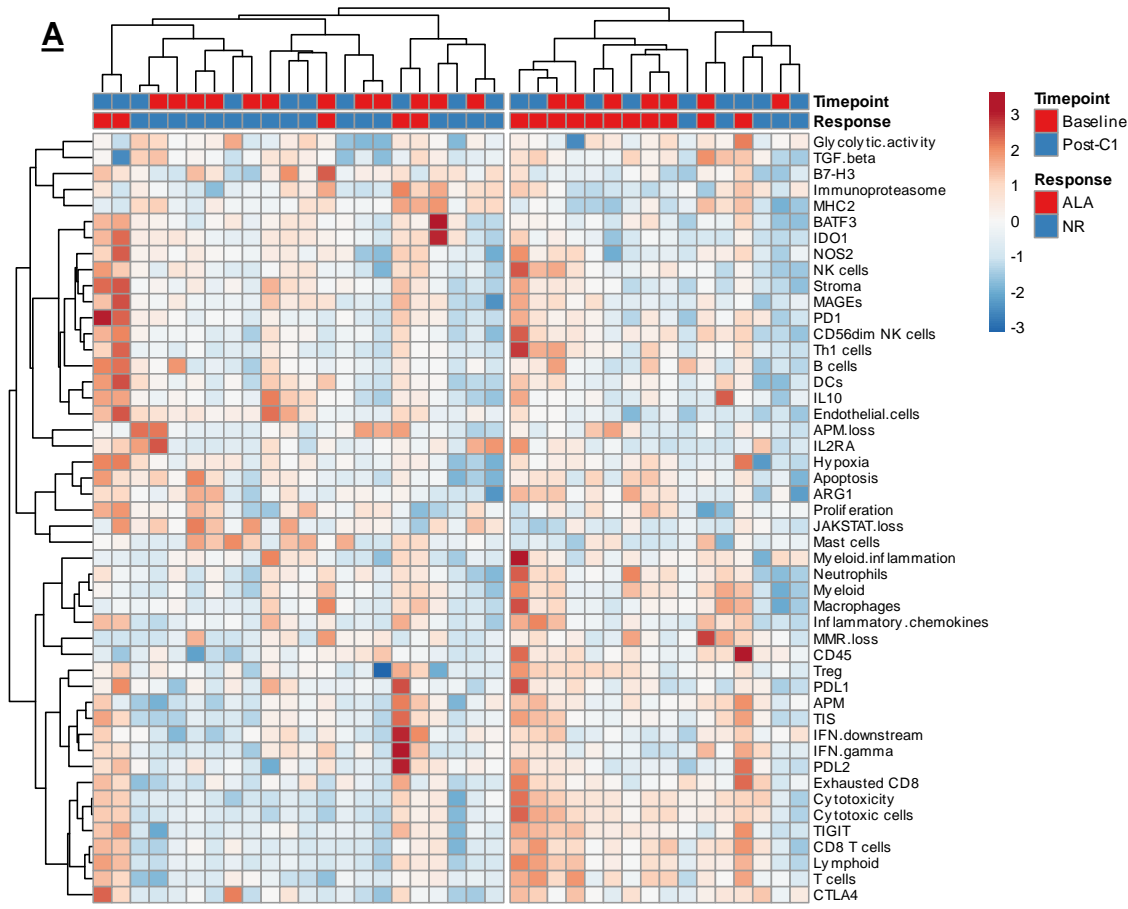 A
Timepoint
Response
Glycolytic.activity
TGF.beta
B7-H3
Immunoproteasome
MHC2
BATF3
IDO1
NOS2
NK cells
Stroma
MAGEs
PD1
CD56dim NK cells
Th1 cells
B cells
DCs
IL10
Endothelial.cells
APM.loss
IL2RA
Hypoxia
Apoptosis
ARG1
Proliferation
JAKSTAT.loss
Mast cells
Myeloid.inflammation
Neutrophils
Myeloid
Macrophages
Inflammatory.chemokines
MMR.loss
CD45
Treg
PDL1
APM
TIS
IFN.downstream
IFN.gamma
PDL2
Exhausted CD8
Cytotoxicity
Cytotoxic cells
TIGIT
CD8 T cells
Lymphoid
T cells
CTLA4
3
2
1
0
-1
-2
-3
Timepoint
Baseline
Post-C1
Response
ALA
NR